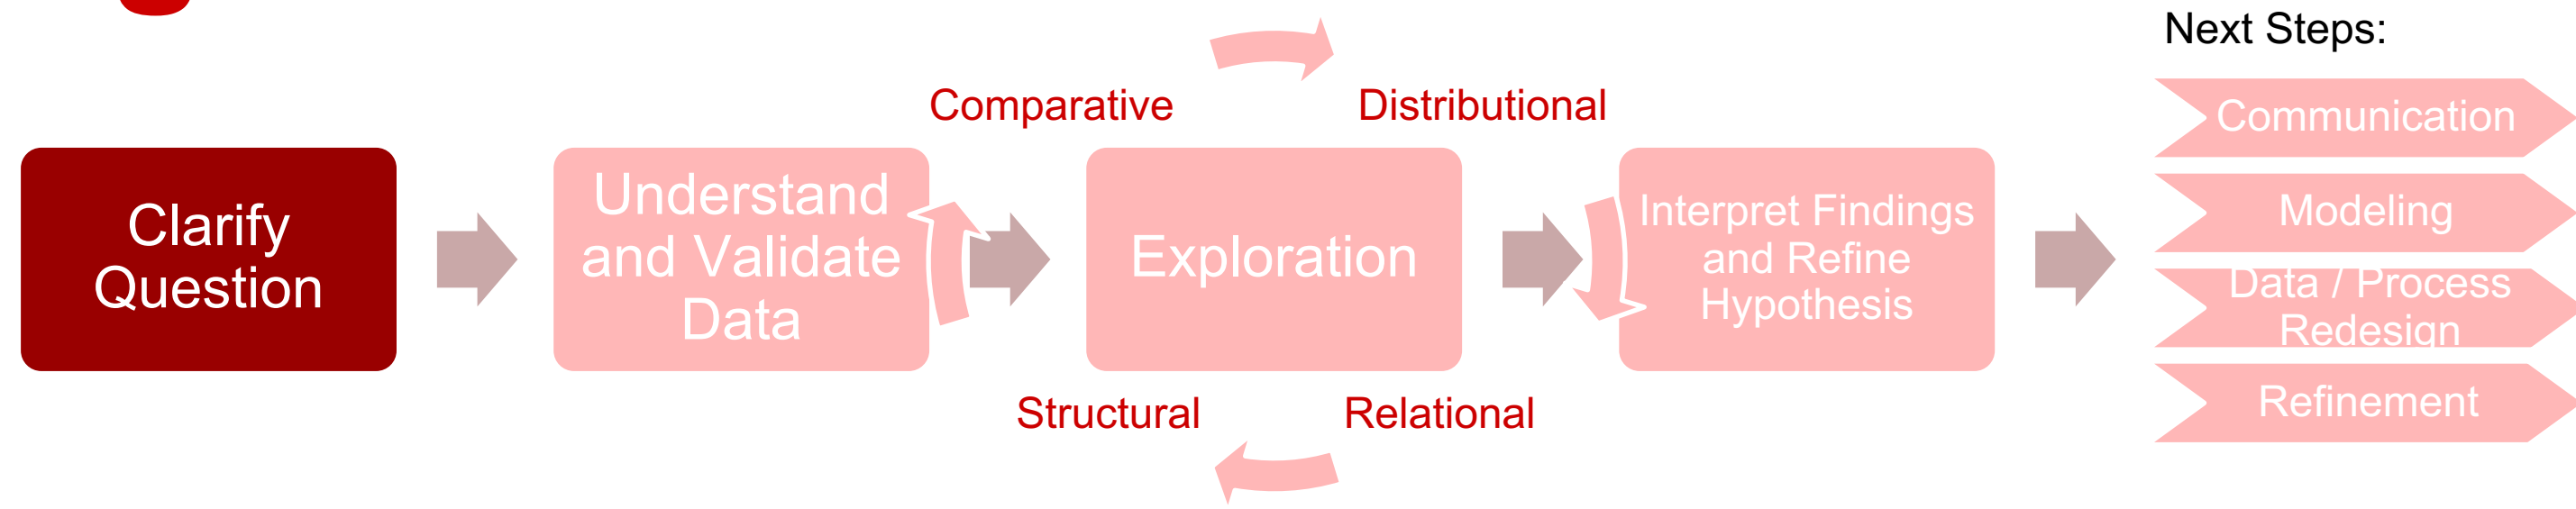 Next Steps:
Comparative
Distributional
Clarify
Question
Understand
and Validate
Data
Exploration
Interpret Findings
and Refine
Hypothesis
Communication
Modeling
Data / Process
Redesign
Refinement
Structural
Relational